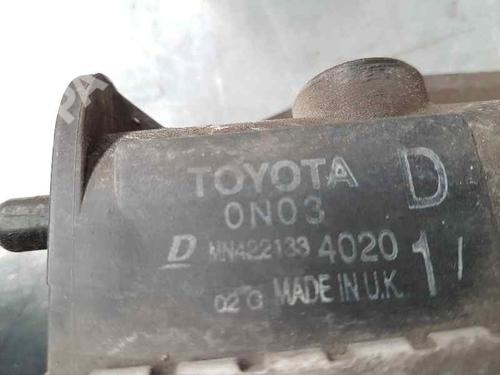 TOYOTA
0N03
D MN422133 4020
02 G MADE IN U.K.
D
1